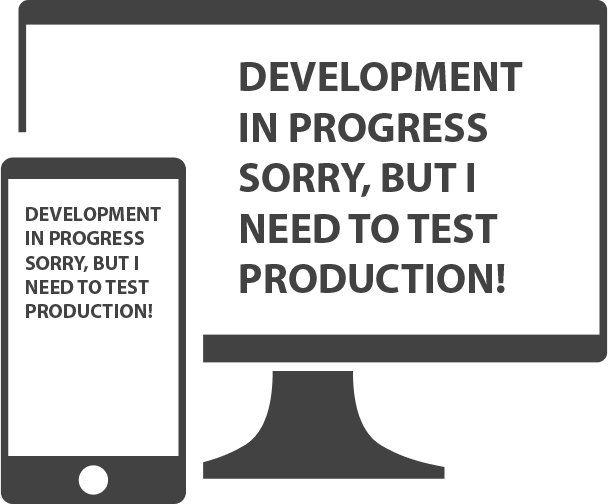 DEVELOPMENT
IN PROGRESS
SORRY, BUT I
NEED TO TEST
PRODUCTION!
DEVELOPMENT
IN PROGRESS
SORRY, BUT I
NEED TO TEST
PRODUCTION!